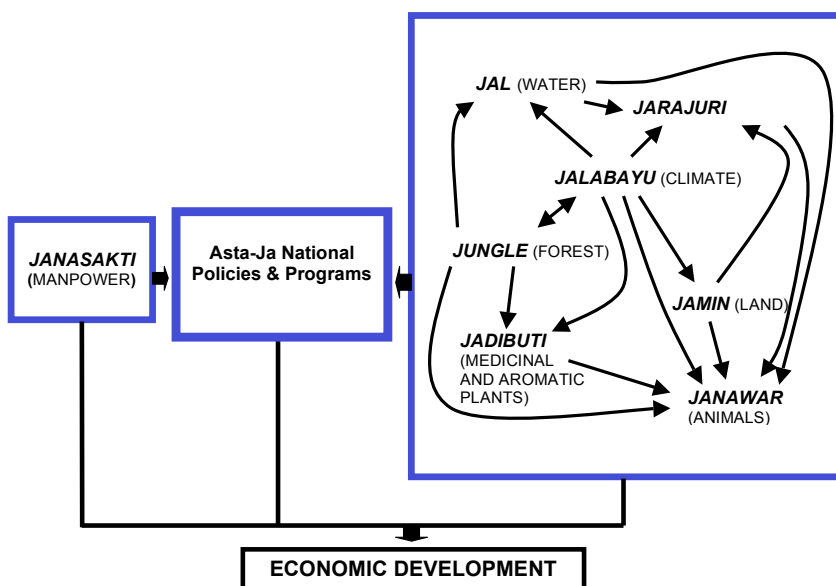 JAL (WATER)
JARAJURI
JALABAYU (CLIMATE)
JANASAKTI
(MANPOWER)
Asta-Ja National
Policies & Programs
JUNGLE (FOREST)
JAMIN (LAND)
JADIBUTI
(MEDICINAL
AND AROMATIC
PLANTS)
JANAWAR
(ANIMALS)
ECONOMIC DEVELOPMENT